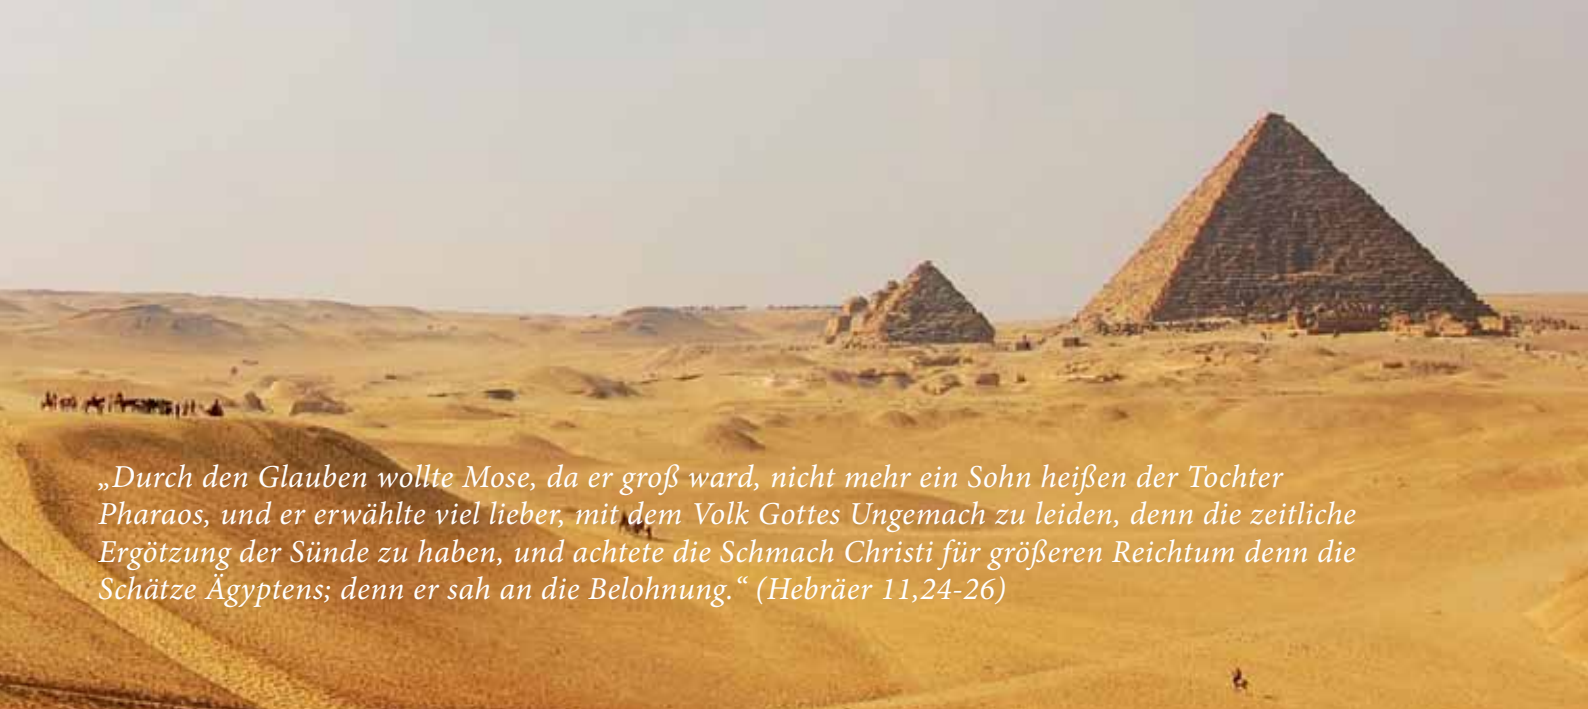 „Durch den Glauben wollte Mose, da er groß ward, nicht mehr ein Sohn heißen der Tochter
Pharaos, und er erwählte viel lieber, mit dem Volk Gottes Ungemach zu leiden, denn die zeitliche
Ergötzung der Sünde zu haben, und achtete die Schmach Christi für größeren Reichtum denn die
Schätze Ägyptens; denn er sah an die Belohnung.“ (Hebräer 11,24-26)